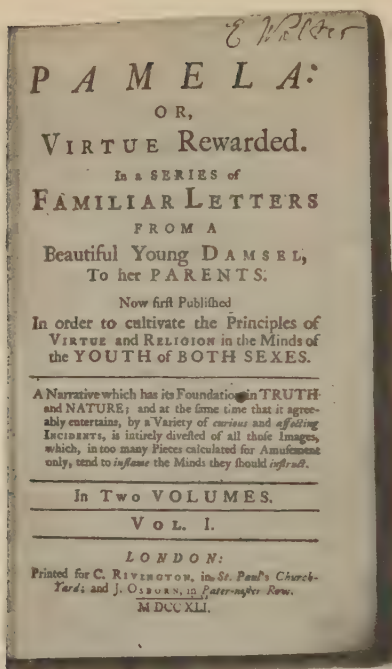 P A M E L A:
O R,
VIRTUE Rewarded.
In a SERIES of
FAMILIAR LETTERS
FROM A
Beautiful Young DAMSEL,
To her PARENTS.
Now first Published
In order to cultivate the Principles of
VIRTUE and RELIGION in the Minds of
the YOUTH of BOTH SEXES.
A Narrative which has its Foundation in TRUTH
and NATURE; and at the same time that it agree-
ably entertains, by a Variety of curious and affecting
INCIDENTS, is intirely divested of all those Images,
which, in too many Pieces calculated for Amusement
only, tend to inflame the Minds they should instruct.
In Two VOLUMES.
VOL. I.
LONDON:
Printed for C. RIVINGTON, in St. Paul's Church-
Yard; and J. OSBORN, in Pater-noster Row.
M DCC XLI.